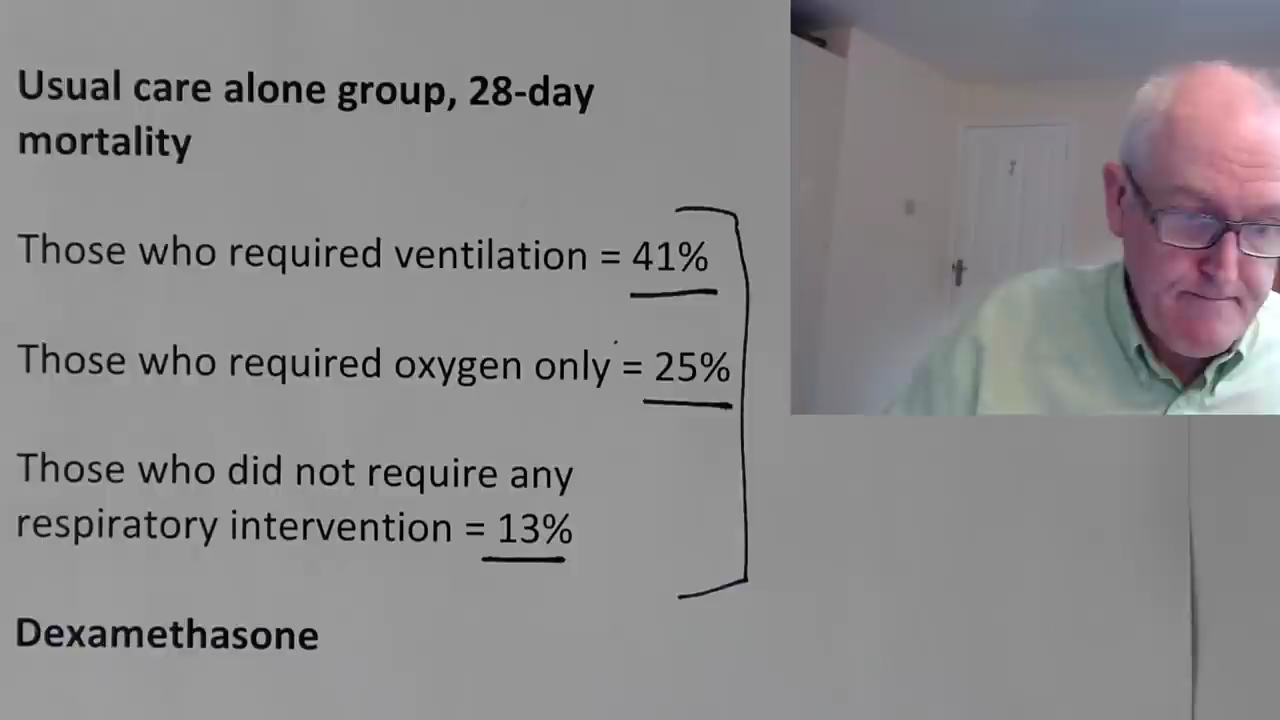 Usual care alone group, 28-day
mortality
Those who required ventilation = 41%
Those who required oxygen only = 25%
Those who did not require any
respiratory intervention = 13%
Dexamethasone